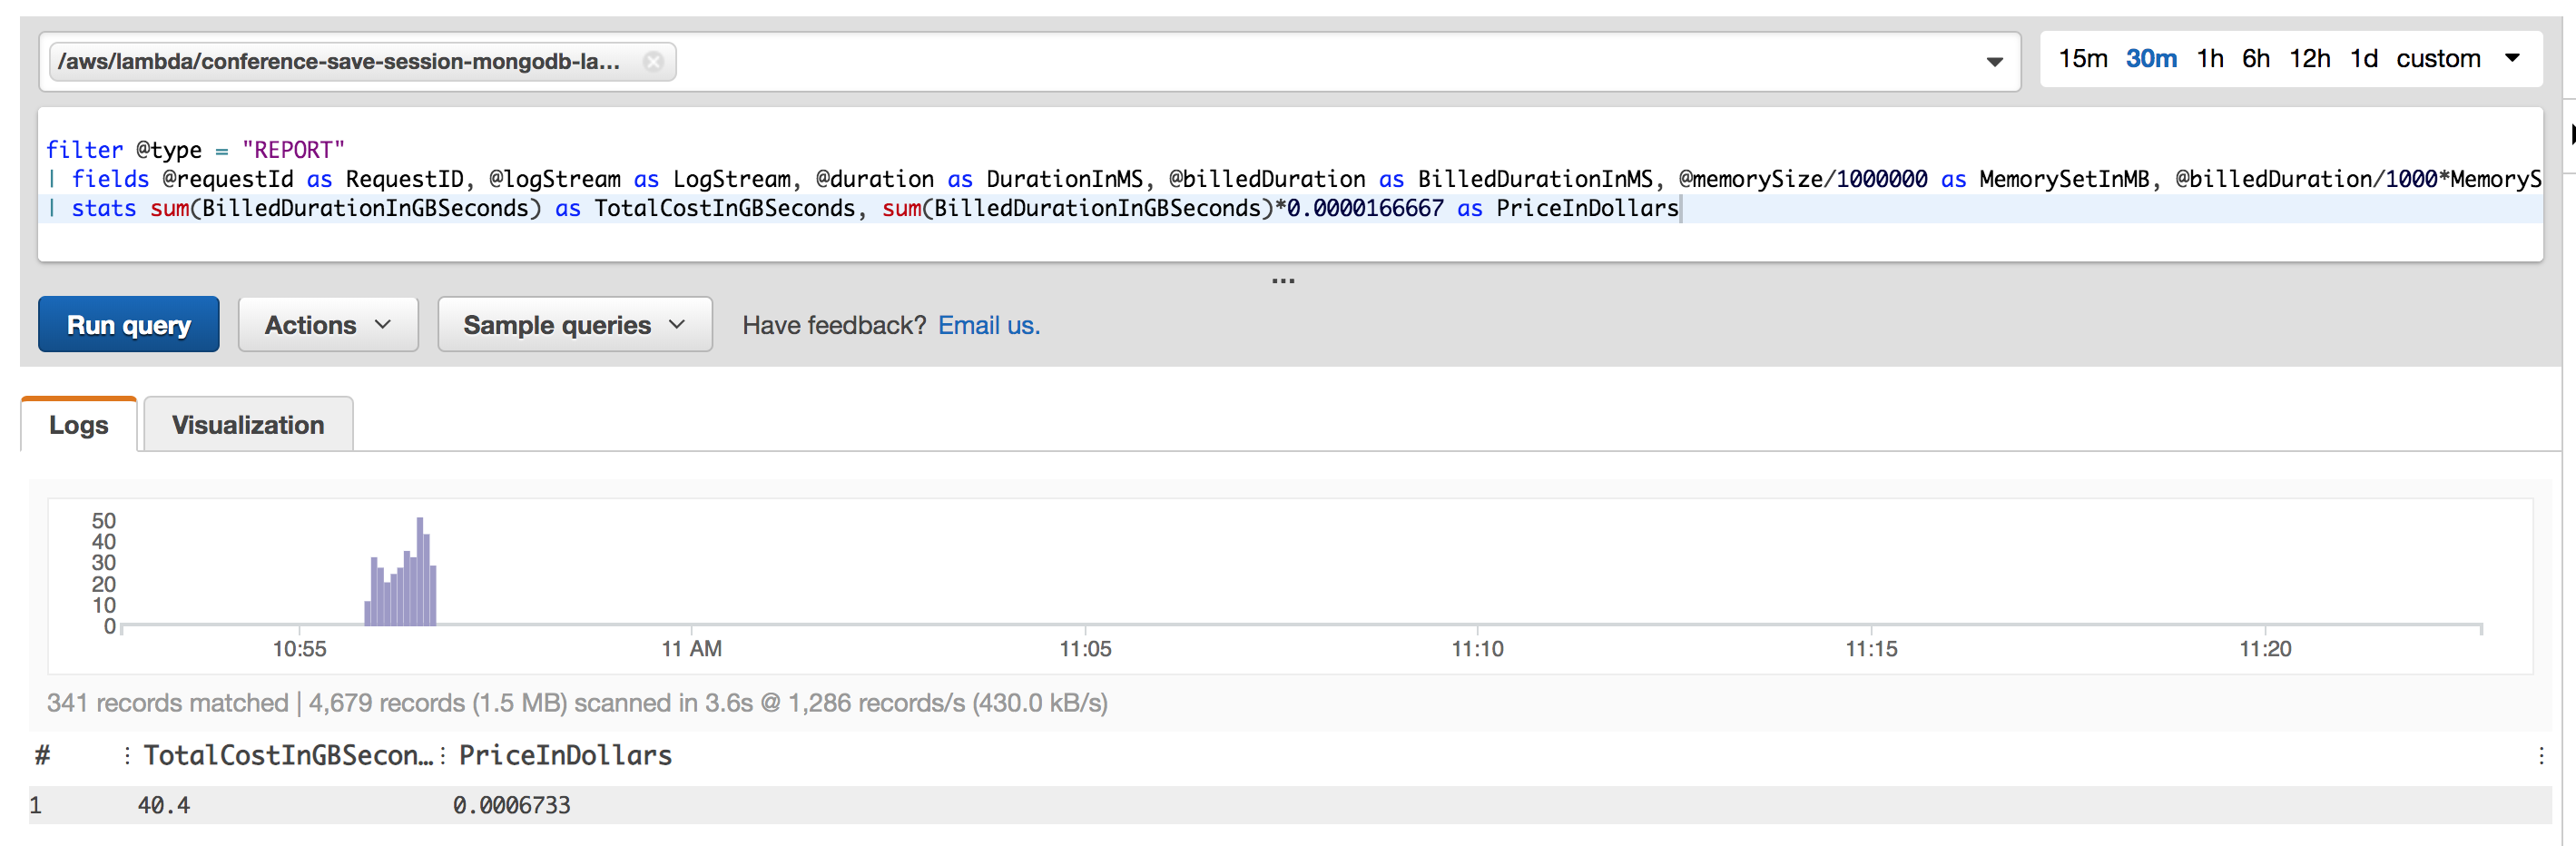 /aws/lambda/conference-save-session-mongodb-la...
15m 30m 1h 6h 12h 1d custom
filter @type = "REPORT"
| fields @requestId as RequestID, @logStream as LogStream, @duration as DurationInMS, @billedDuration as BilledDurationInMS, @memorySize/1000000 as MemorySetInMB, @billedDuration/1000*MemoryS
| stats sum(BilledDurationInGBSeconds) as TotalCostInGBSeconds, sum(BilledDurationInGBSeconds)*0.0000166667 as PriceInDollars
...
Run query Actions Sample queries Have feedback? Email us.
Logs Visualization
50
40
30
20
10
0
10:55 11 AM 11:05 11:10 11:15 11:20
341 records matched | 4,679 records (1.5 MB) scanned in 3.6s @ 1,286 records/s (430.0 kB/s)
# TotalCostInGBSecon... PriceInDollars
1 40.4 0.0006733